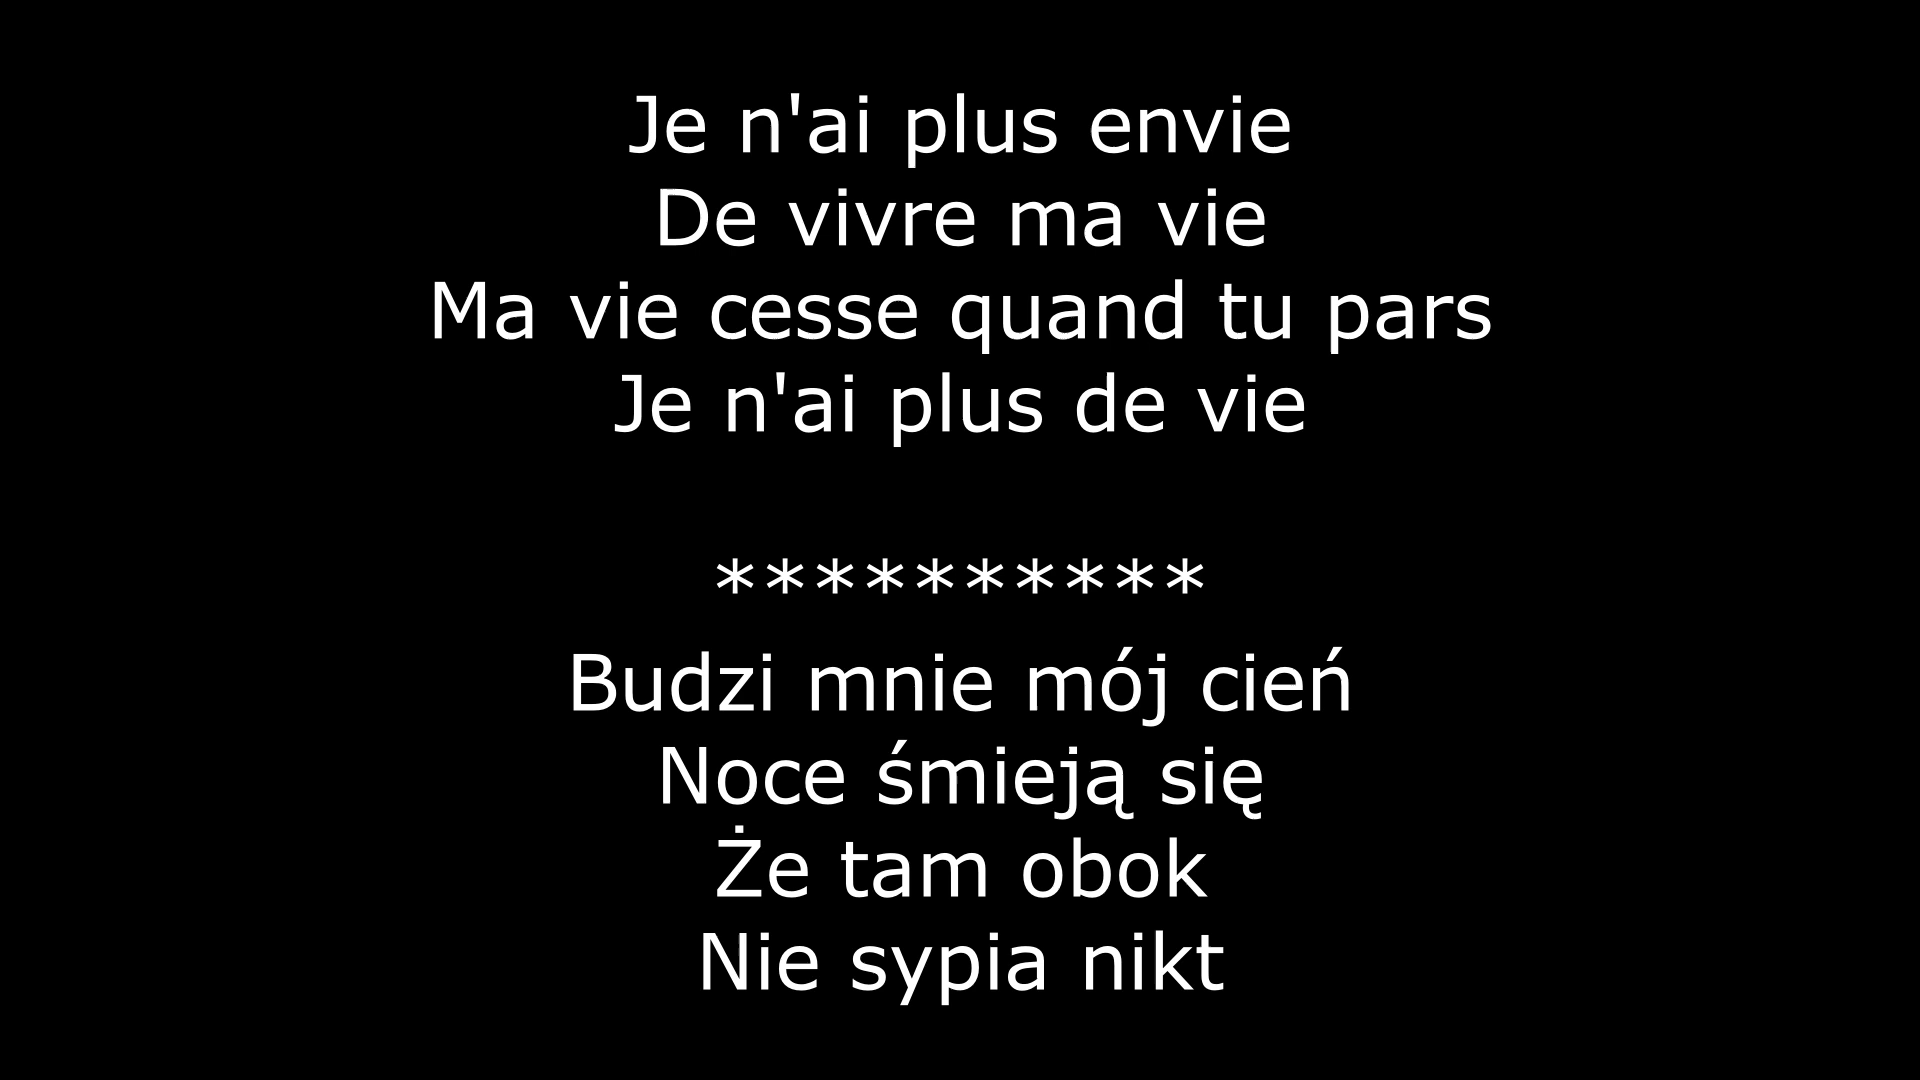 Je n'ai plus envie
De vivre ma vie
Ma vie cesse quand tu pars
Je n'ai plus de vie
**********
Budzi mnie mój cień
Noce śmieją się
Że tam obok
Nie sypia nikt